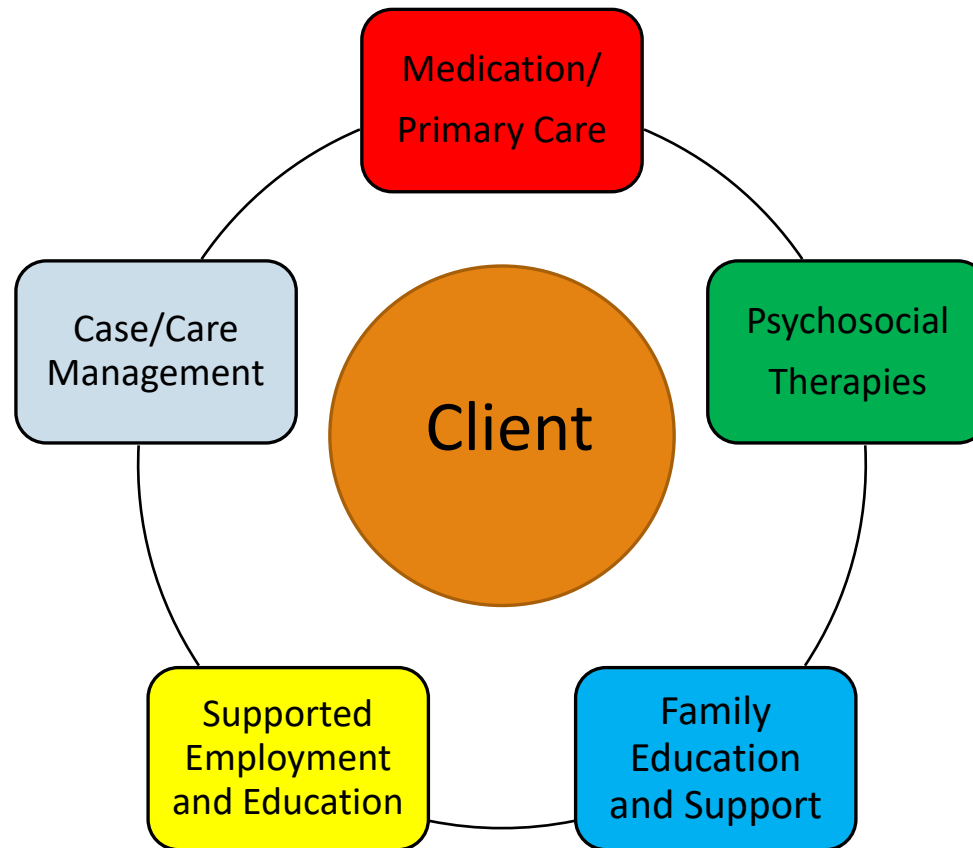 Medication/
Primary Care
Psychosocial
Therapies
Case/Care
Management
Client
Supported
Employment
and Education
Family
Education
and Support